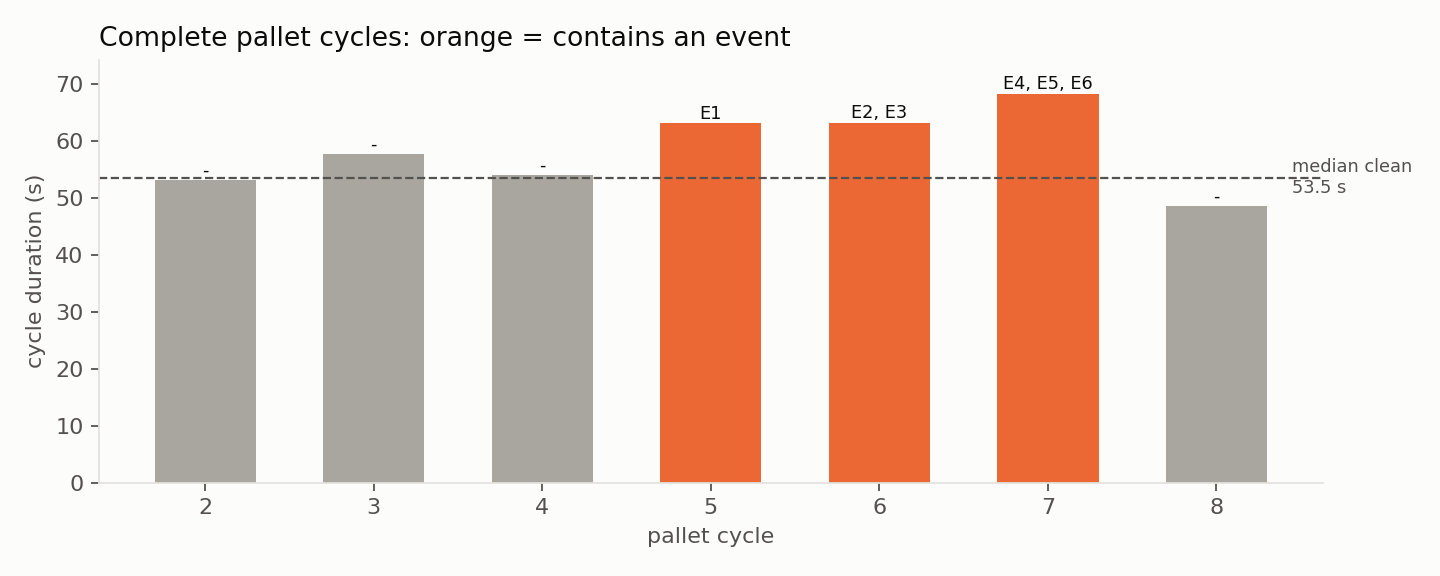 Complete pallet cycles: orange = contains an event
cycle duration (s)
70
60
50
40
30
20
10
0
-
-
-
E1
E2, E3
E4, E5, E6
-
median clean
53.5 s
2
3
4
5
6
7
8
pallet cycle